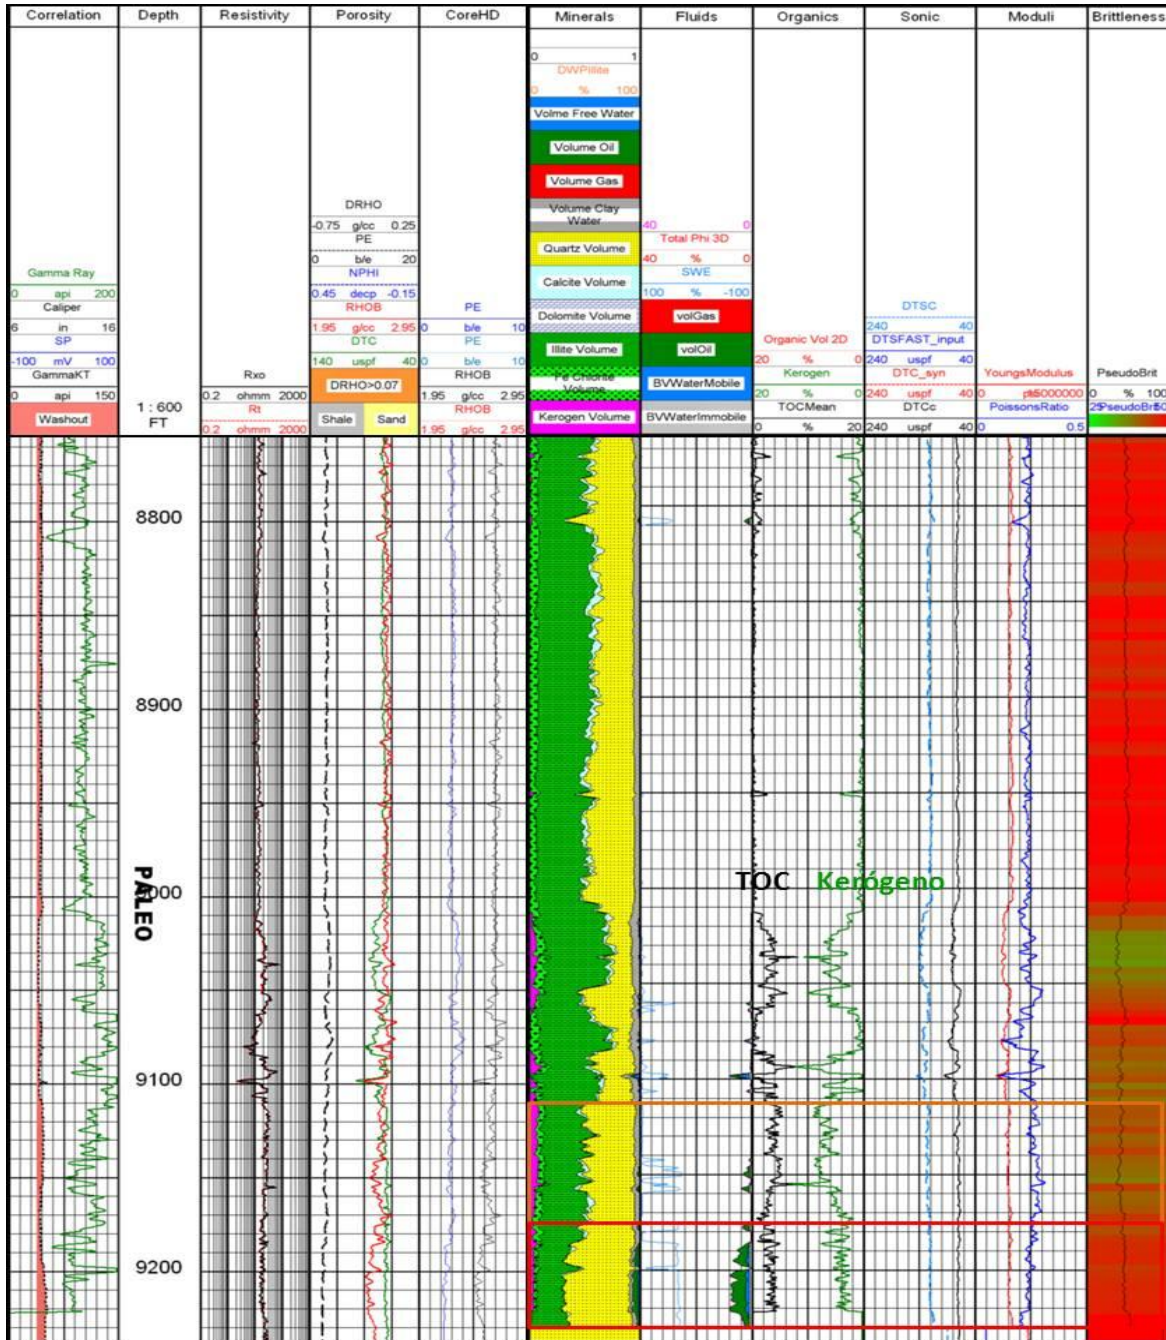 Correlation Depth Resistivity Porosity CoreHD Minerals Fluids Organics Sonic Moduli Brittleness
0 1
DWPIllite
0 % 100
Volme Free Water
Volume Oil
Volume Gas
Volume Clay
Water
Quartz Volume
Calcite Volume
Dolomite Volume
Illite Volume
Fe Chlorite
Volume
Kerogen Volume
Gamma Ray
0 api 200
Caliper
6 in 16
SP
-100 mV 100
GammaKT
0 api 150
Washout
1 : 600
FT
Rxo
0.2 ohmm 2000
Rt
0.2 ohmm 2000
DRHO
-0.75 g/cc 0.25
PE
0 b/e 20
NPHI
0.45 decp -0.15
RHOB
1.95 g/cc 2.95
DTC
140 uspf 40
DRHO>0.07
Shale Sand
PE
0 b/e 10
PE
0 b/e 10
RHOB
1.95 g/cc 2.95
RHOB
1.95 g/cc 2.95
40 0
Total Phi 3D
40 % 0
SWE
100 % -100
volGas
volOil
BVWaterMobile
BVWaterImmobile
Organic Vol 2D
20 % 0
Kerogen
20 % 0
TOCMean
0 % 20
DTSC
240 40
DTSFAST_input
240 uspf 40
DTC_syn
240 uspf 40
DTCc
240 uspf 40
YoungsModulus
0
PoissonsRatio
0 0.5
PseudoBrit
0 % 100
8800
8900
PALEO
TOC Kerógeno
9100
9200